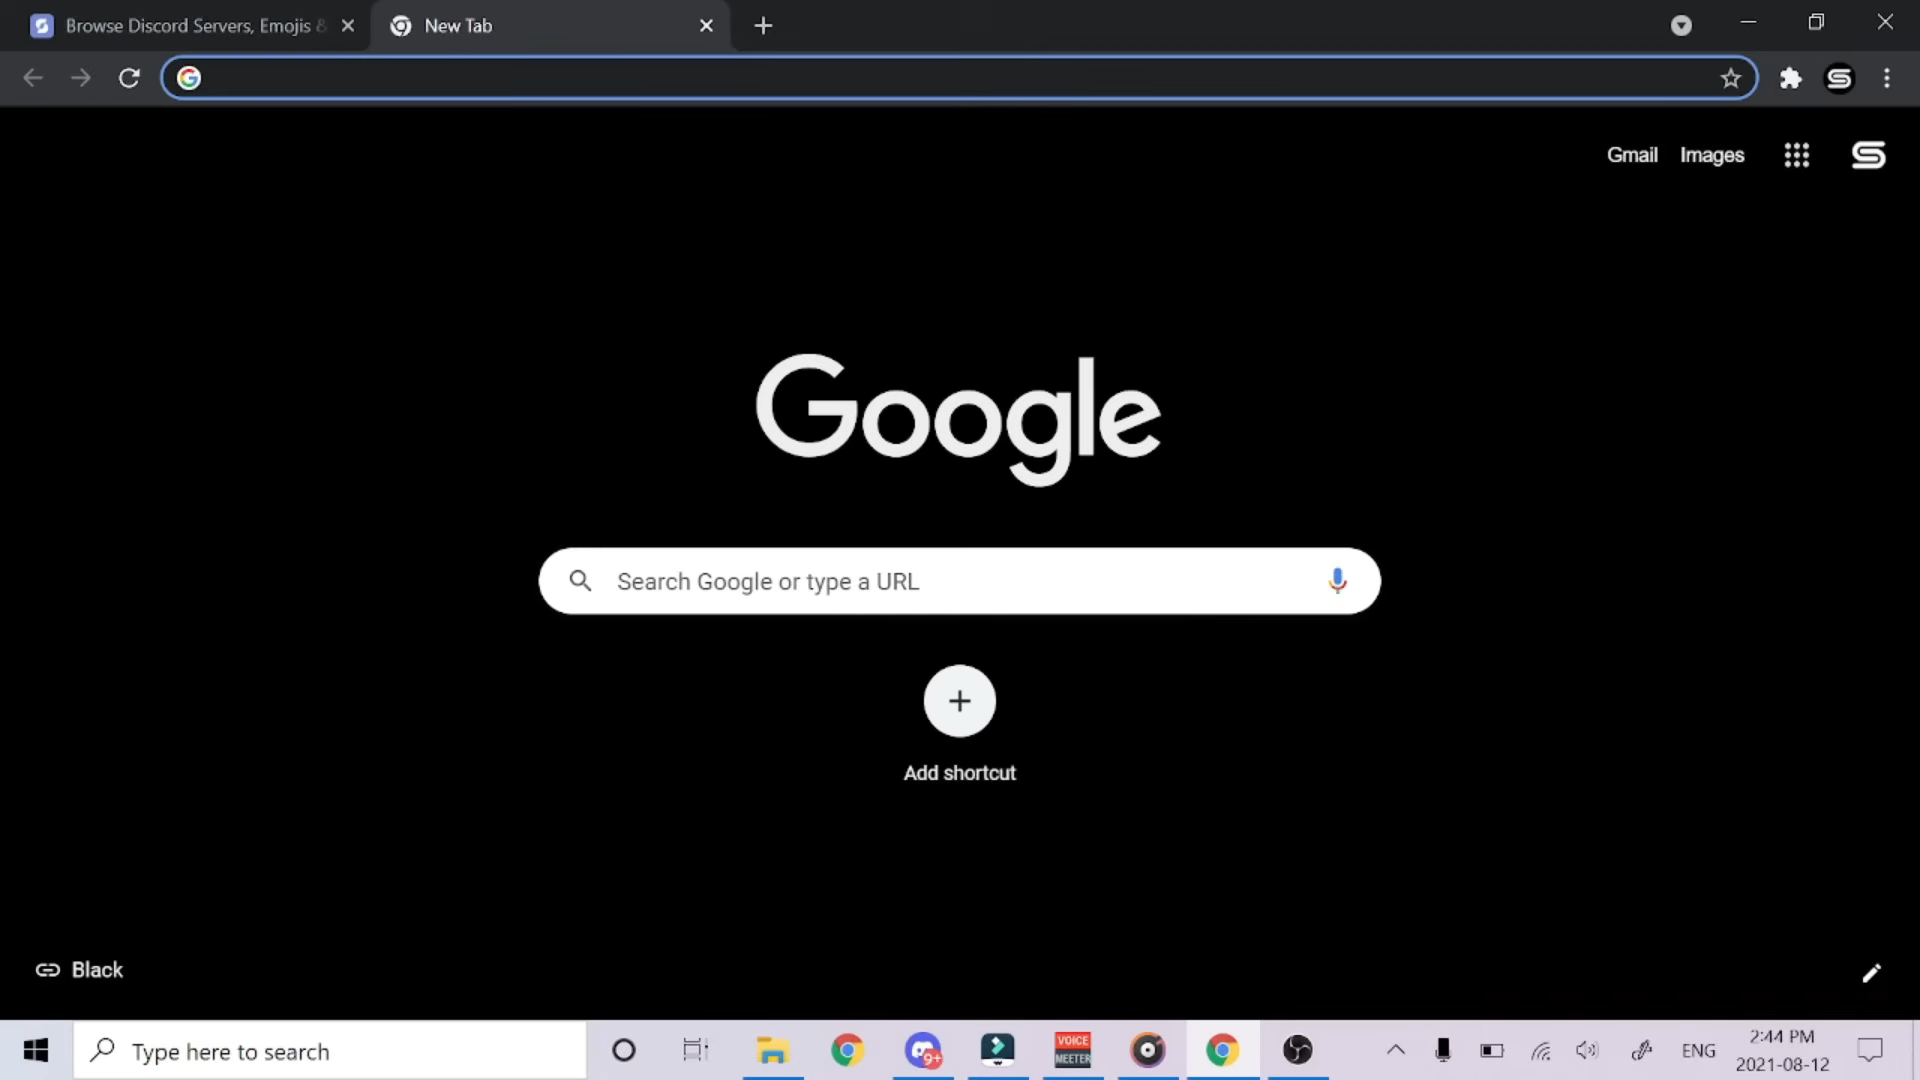 Browse Discord Servers, Emojis &
New Tab
Gmail Images
Google
Search Google or type a URL
Add shortcut
Black
Type here to search
9+
VOICE
MEETER
ENG
2:44 PM
2021-08-12